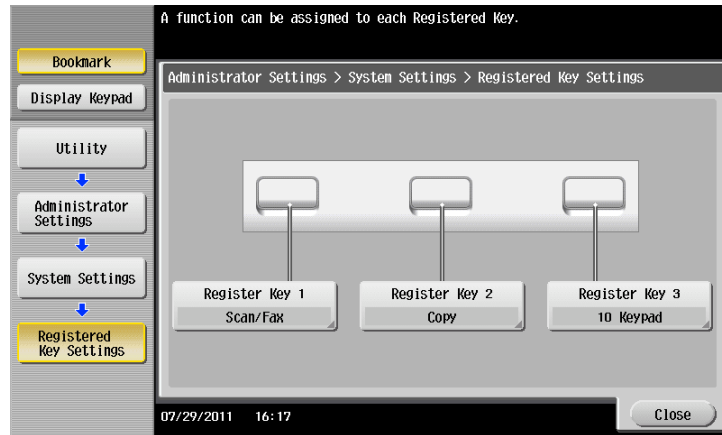 A function can be assigned to each Registered Key.
Bookmark
Display Keypad
Utility
Administrator
Settings
System Settings
Registered
Key Settings
Administrator Settings > System Settings > Registered Key Settings
Register Key 1
Scan/Fax
Register Key 2
Copy
Register Key 3
10 Keypad
07/29/2011 16:17
Close